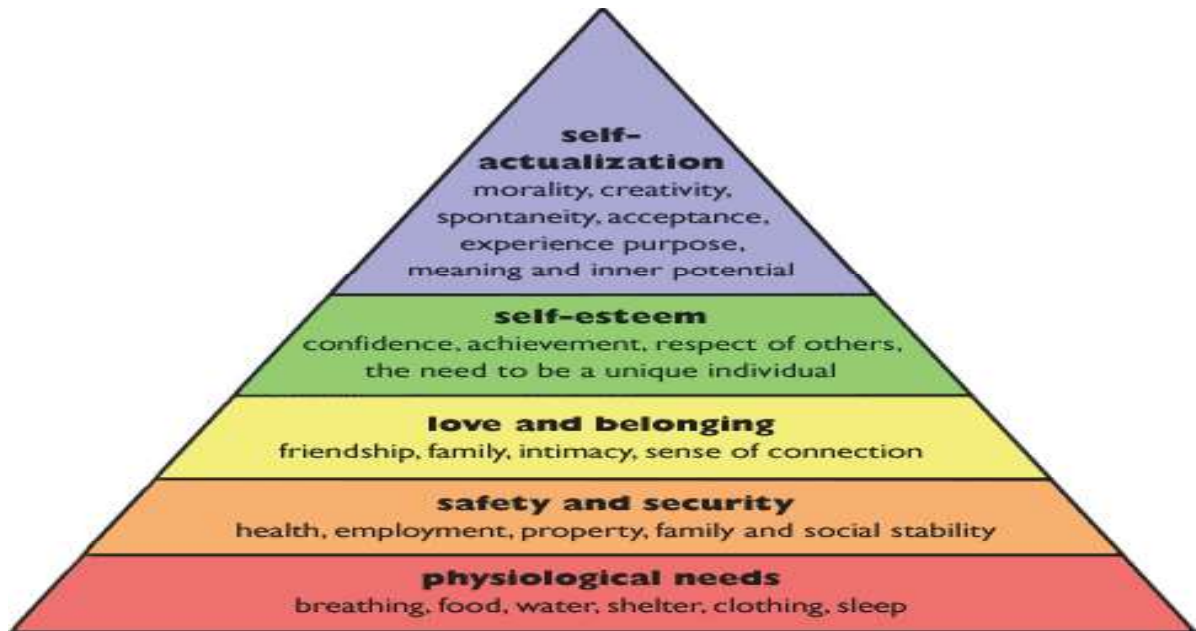 self-
actualization
morality, creativity,
spontaneity, acceptance,
experience purpose,
meaning and inner potential
self-esteem
confidence, achievement, respect of others,
the need to be a unique individual
love and belonging
friendship, family, intimacy, sense of connection
safety and security
health, employment, property, family and social stability
physiological needs
breathing, food, water, shelter, clothing, sleep